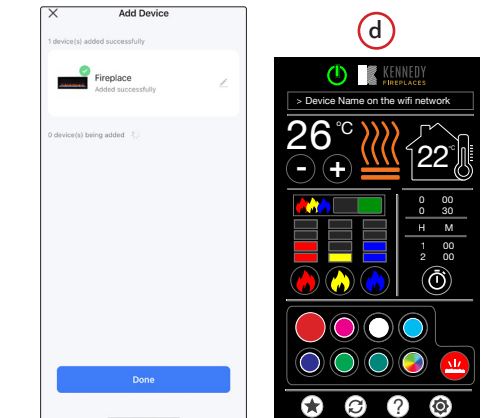 Add Device
1 device(s) added successfully
Fireplace
Added successfully
0 device(s) being added
Done
d
KENNEDY
FIREPLACES
> Device Name on the wifi network
26 °C
22°
- +
0 00
0 30
H M
1 00
2 00
?